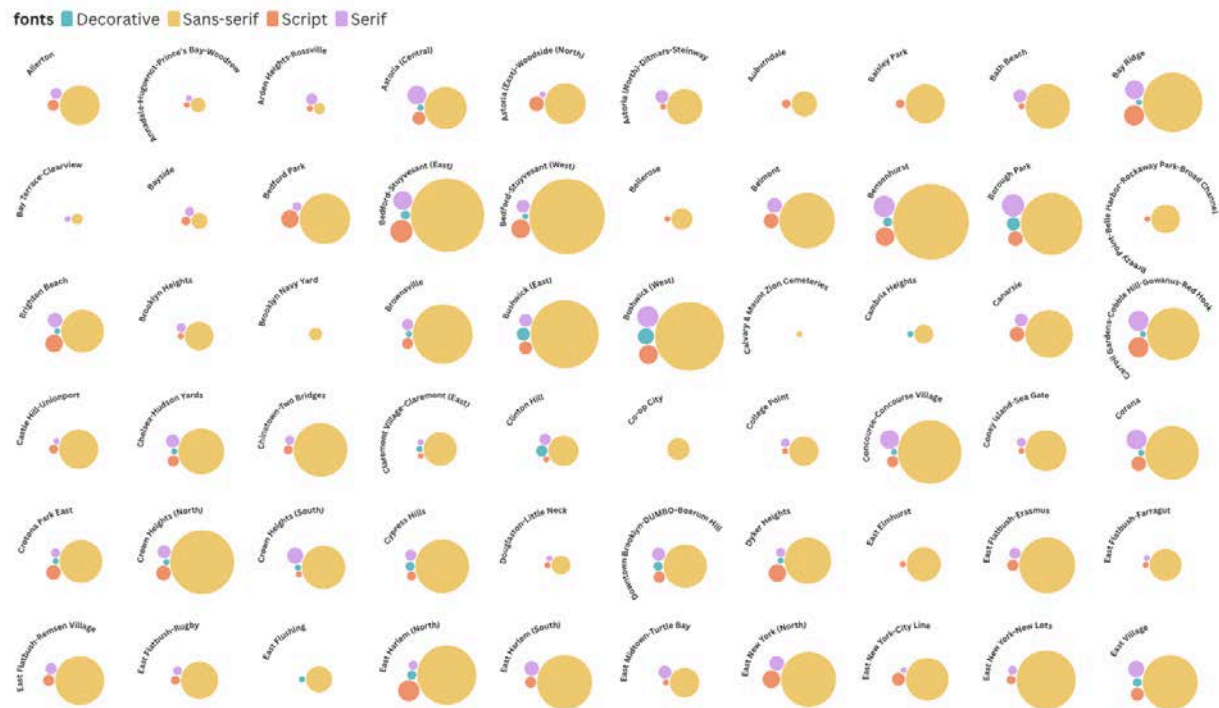 fonts Decorative Sans-serif Script Serif
Allerton
Annadale-Huguenot-Prince's Bay-Woodrow
Arden Heights-Rossville
Astoria (Central)
Astoria (East)-Woodside (North)
Astoria (North)-Ditmars-Steinway
Auburndale
Baisley Park
Bath Beach
Bay Ridge
Bay Terrace-Clearview
Bayside
Bedford Park
Bedford-Stuyvesant (East)
Bedford-Stuyvesant (West)
Bellerose
Belmont
Bensonhurst
Borough Park
Breezy Point-Belle Harbor-Rockaway Park-Broad Channel
Brighton Beach
Brooklyn Heights
Brooklyn Navy Yard
Brownsville
Bushwick (East)
Bushwick (West)
Calvary & Mount Zion Cemeteries
Cambria Heights
Canarsie
Carroll Gardens-Cobble Hill-Gowanus-Red Hook
Castle Hill-Unionport
Chelsea-Hudson Yards
Chinatown-Two Bridges
Claremont Village-Claremont (East)
Clinton Hill
Co-op City
College Point
Concourse-Concourse Village
Coney Island-Sea Gate
Corona
Crotona Park East
Crown Heights (North)
Crown Heights (South)
Cypress Hills
Douglaston-Little Neck
Downtown Brooklyn-DUMBO-Boerum Hill
Dyker Heights
East Elmhurst
East Flatbush-Erasmus
East Flatbush-Farragut
East Flatbush-Remsen Village
East Flatbush-Rugby
East Flushing
East Harlem (North)
East Harlem (South)
East Midtown-Turtle Bay
East New York (North)
East New York-City Line
East New York-New Lots
East Village